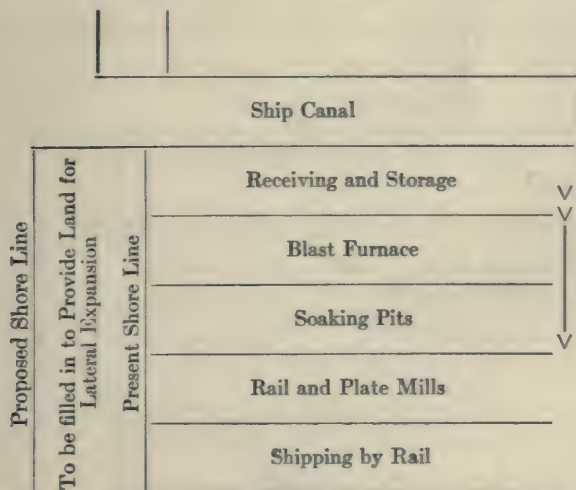 Ship Canal
Proposed Shore Line
To be filled in to Provide Land for
Lateral Expansion
Present Shore Line
Receiving and Storage
Blast Furnace
Soaking Pits
Rail and Plate Mills
Shipping by Rail